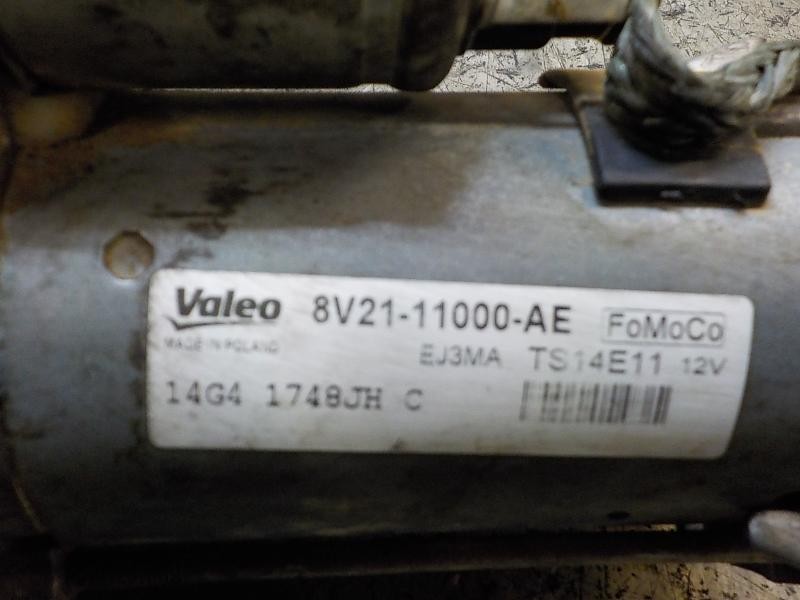 Valeo 8V21-11000-AE FoMoCo
MADE IN POLAND EJ3MA TS14E11 12V
14G4 1748JH C